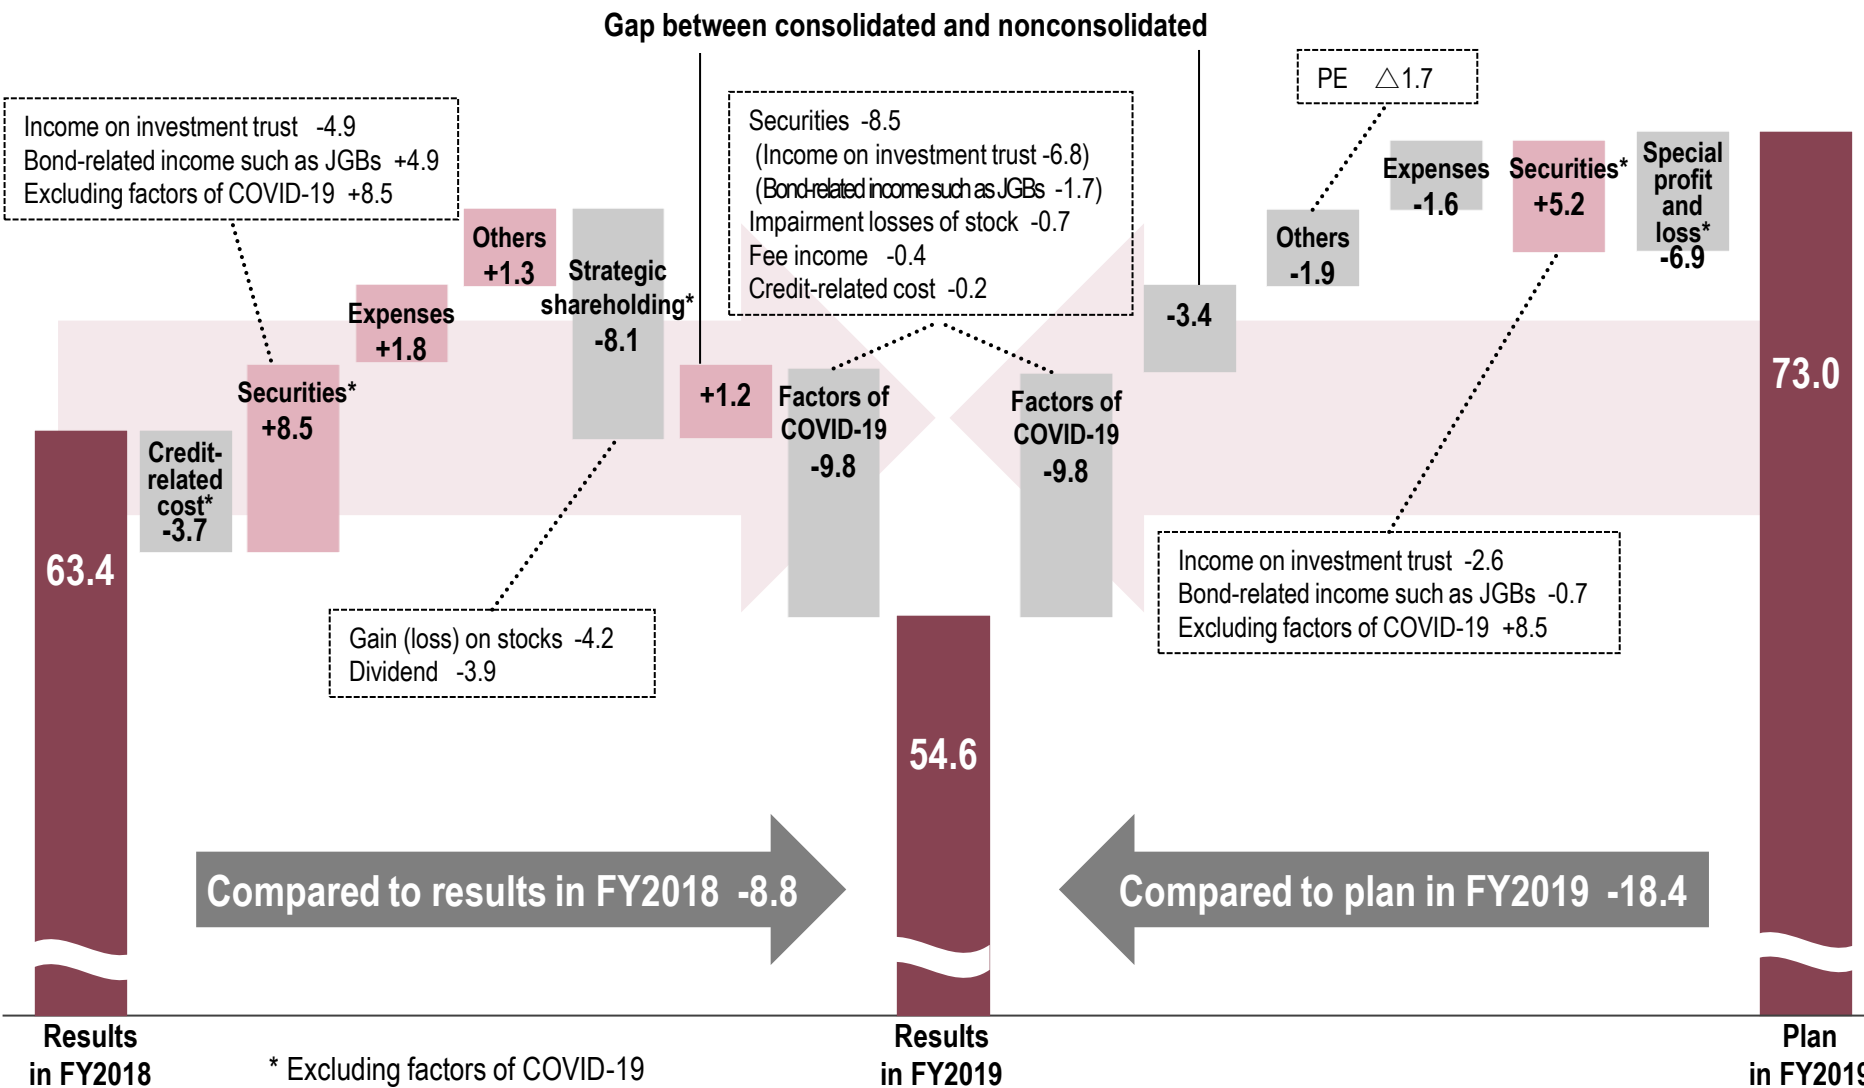 Gap between consolidated and nonconsolidated
Income on investment trust -4.9
Bond-related income such as JGBs +4.9
Excluding factors of COVID-19 +8.5
Securities -8.5
(Income on investment trust -6.8)
(Bond-related income such as JGBs -1.7)
Impairment losses of stock -0.7
Fee income -0.4
Credit-related cost -0.2
PE △1.7
63.4
Credit-
related
cost*
-3.7
Securities*
+8.5
Expenses
+1.8
Others
+1.3
Strategic
shareholding*
-8.1
+1.2
Factors of
COVID-19
-9.8
54.6
Factors of
COVID-19
-9.8
-3.4
Others
-1.9
Expenses
-1.6
Securities*
+5.2
Special
profit
and
loss*
-6.9
73.0
Gain (loss) on stocks -4.2
Dividend -3.9
Income on investment trust -2.6
Bond-related income such as JGBs -0.7
Excluding factors of COVID-19 +8.5
Compared to results in FY2018 -8.8
Compared to plan in FY2019 -18.4
Results
in FY2018
* Excluding factors of COVID-19
Results
in FY2019
Plan
in FY2019